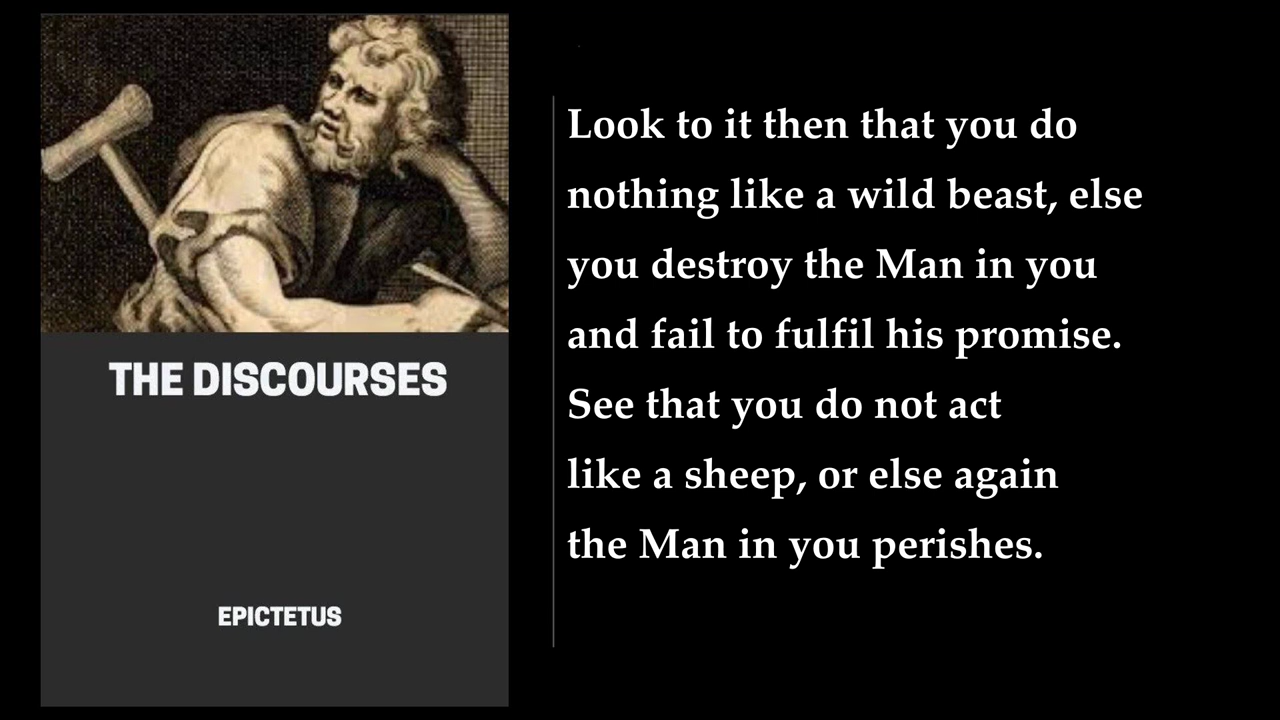 THE DISCOURSES
EPICTETUS
Look to it then that you do
nothing like a wild beast, else
you destroy the Man in you
and fail to fulfil his promise.
See that you do not act
like a sheep, or else again
the Man in you perishes.